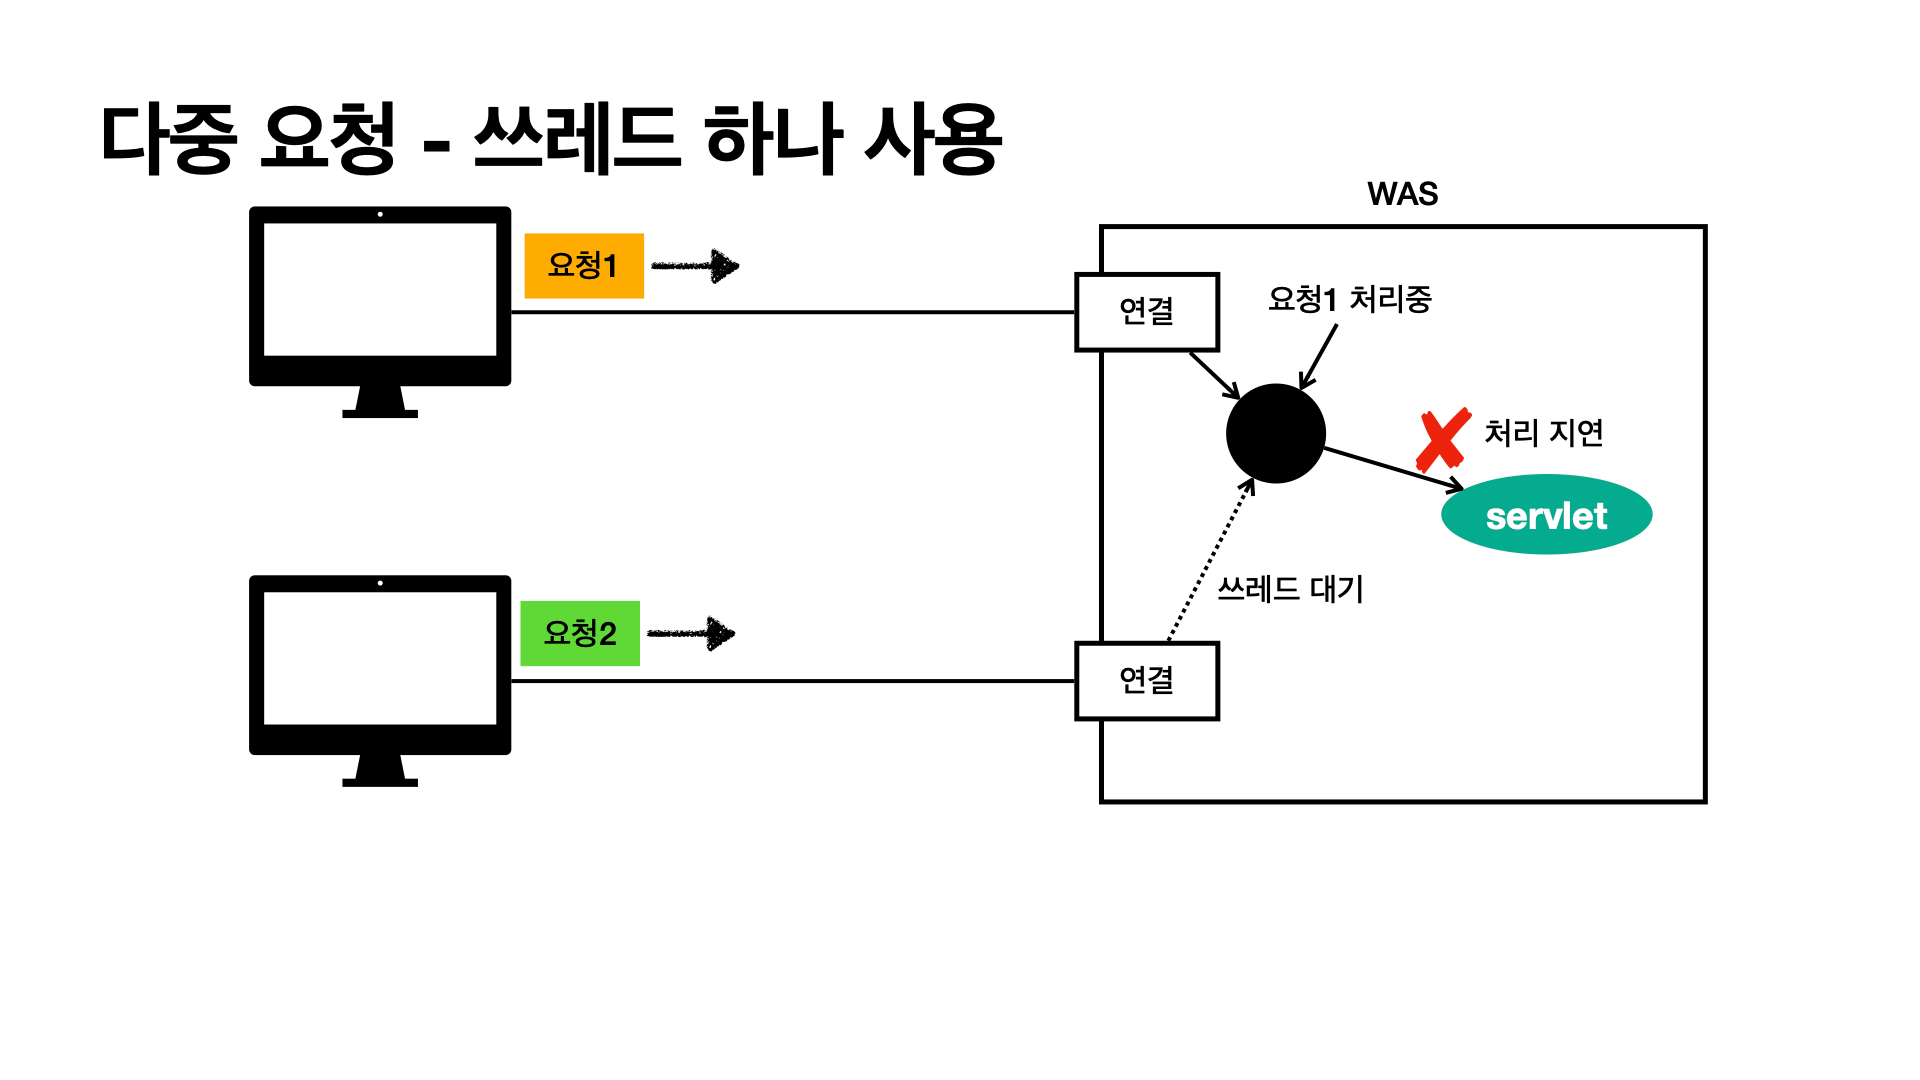 다중 요청 - 쓰레드 하나 사용
WAS
요청1
연결
요청1 처리중
처리 지연
servlet
쓰레드 대기
요청2
연결